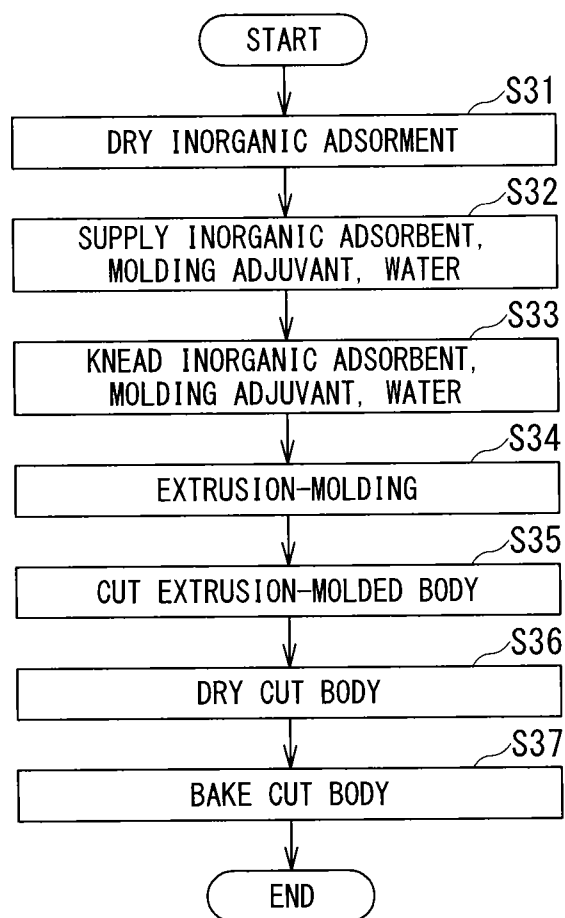 START
S31
DRY INORGANIC ADSORMENT
S32
SUPPLY INORGANIC ADSORBENT,
MOLDING ADJUVANT, WATER
S33
KNEAD INORGANIC ADSORBENT,
MOLDING ADJUVANT, WATER
S34
EXTRUSION-MOLDING
S35
CUT EXTRUSION-MOLDED BODY
S36
DRY CUT BODY
S37
BAKE CUT BODY
END